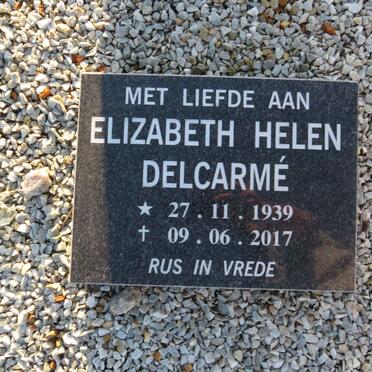 MET LIEFDE AAN
ELIZABETH HELEN
DELCARMÉ
★ 27 . 11 . 1939
✝ 09 . 06 . 2017
RUS IN VREDE